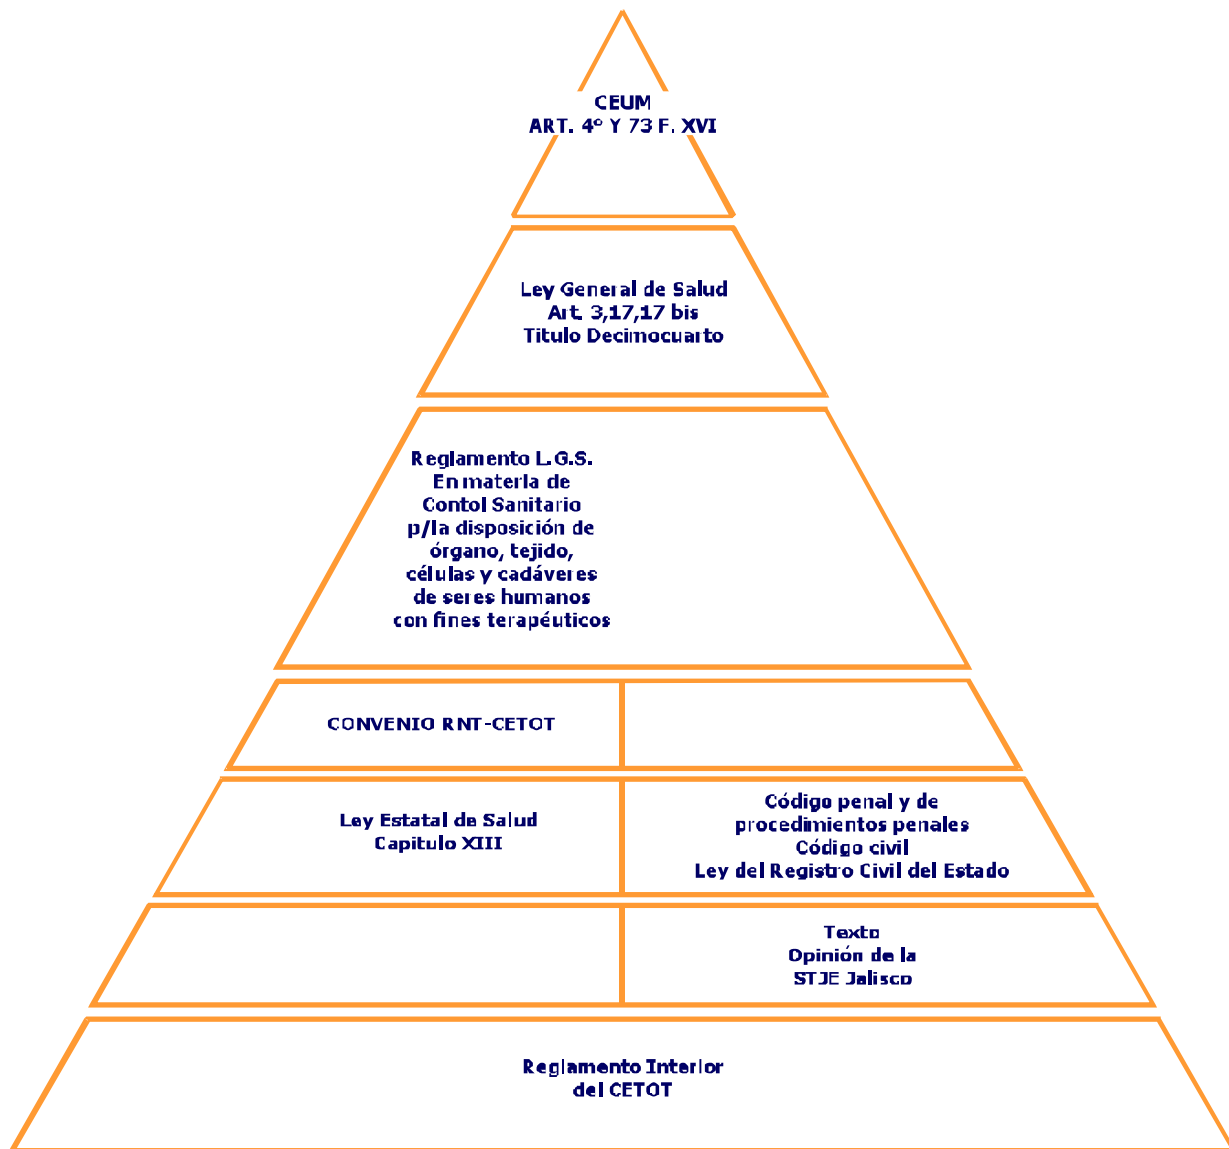 CEUM
ART. 4º Y 73 F. XVI
Ley General de Salud
Art. 3,17,17 bis
Titulo Decimocuarto
Reglamento L.G.S.
En materia de
Contol Sanitario
p/la disposición de
órgano, tejido,
células y cadáveres
de seres humanos
con fines terapéuticos
CONVENIO RNT-CETOT
Ley Estatal de Salud
Capitulo XIII
Código penal y de
procedimientos penales
Código civil
Ley del Registro Civil del Estado
Texto
Opinión de la
STJE Jalisco
Reglamento Interior
del CETOT